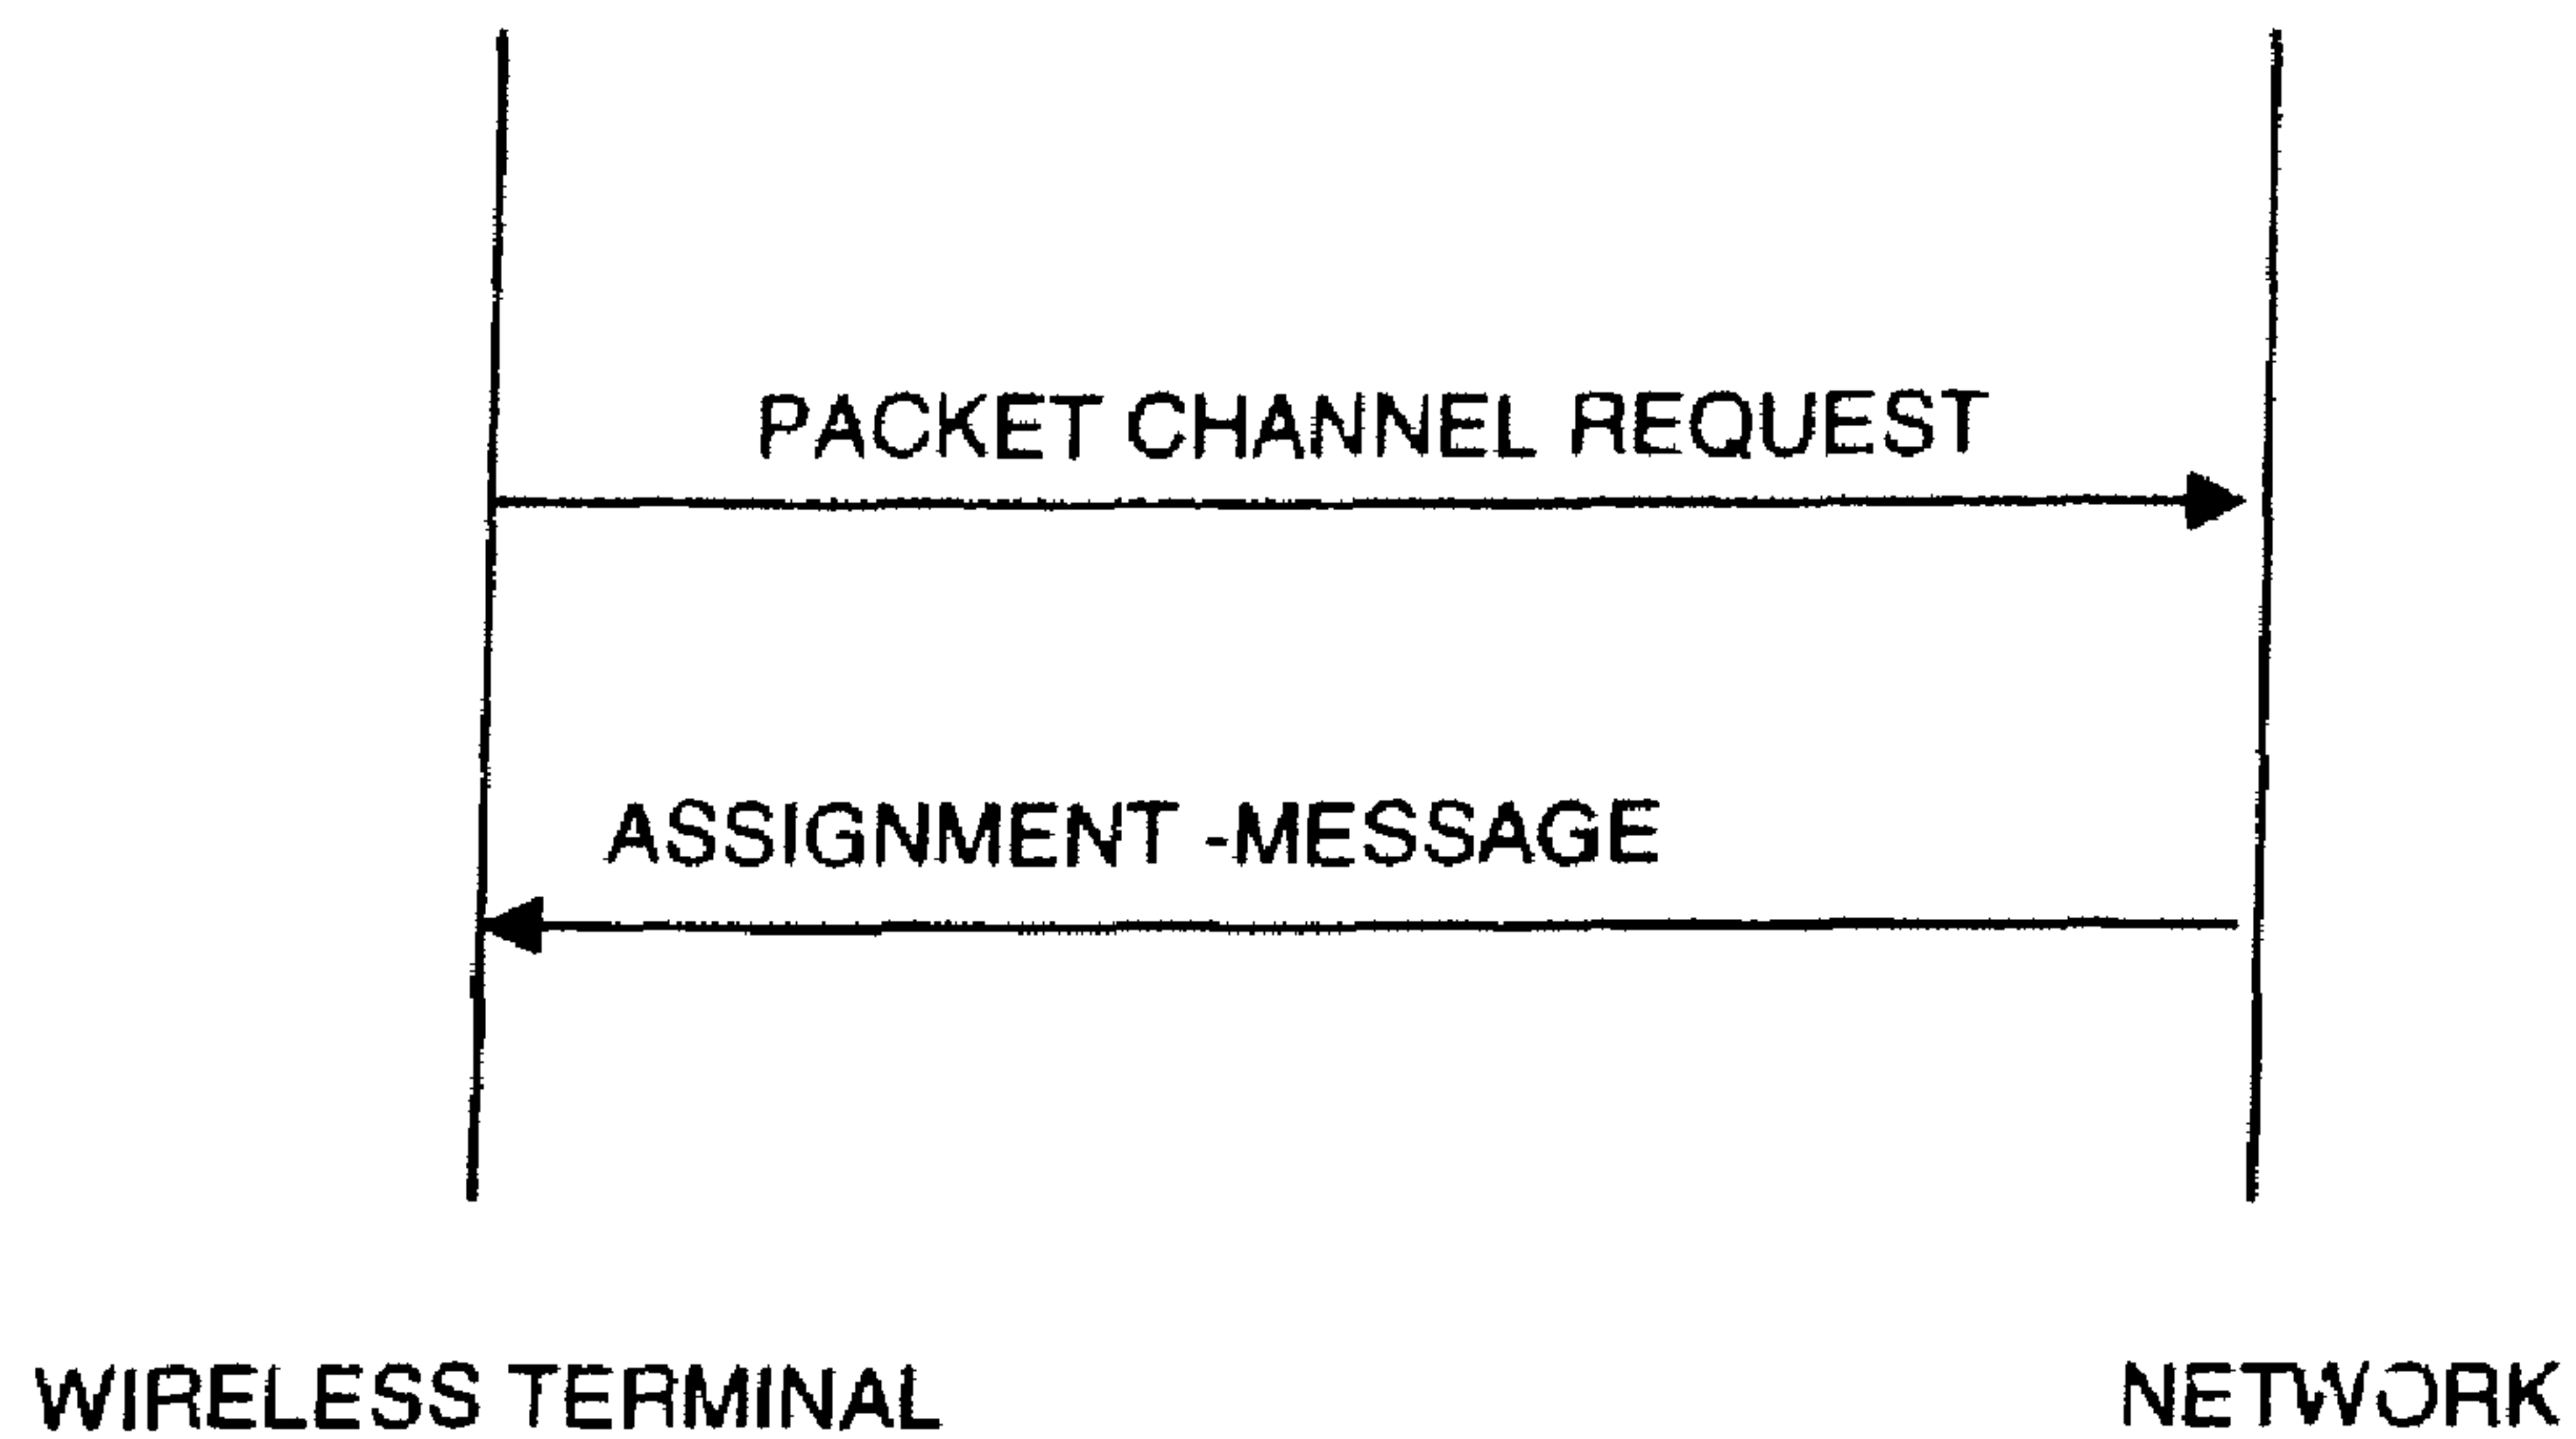 PACKET CHANNEL REQUEST
ASSIGNMENT -MESSAGE
WIRELESS TERMINAL
NETWORK